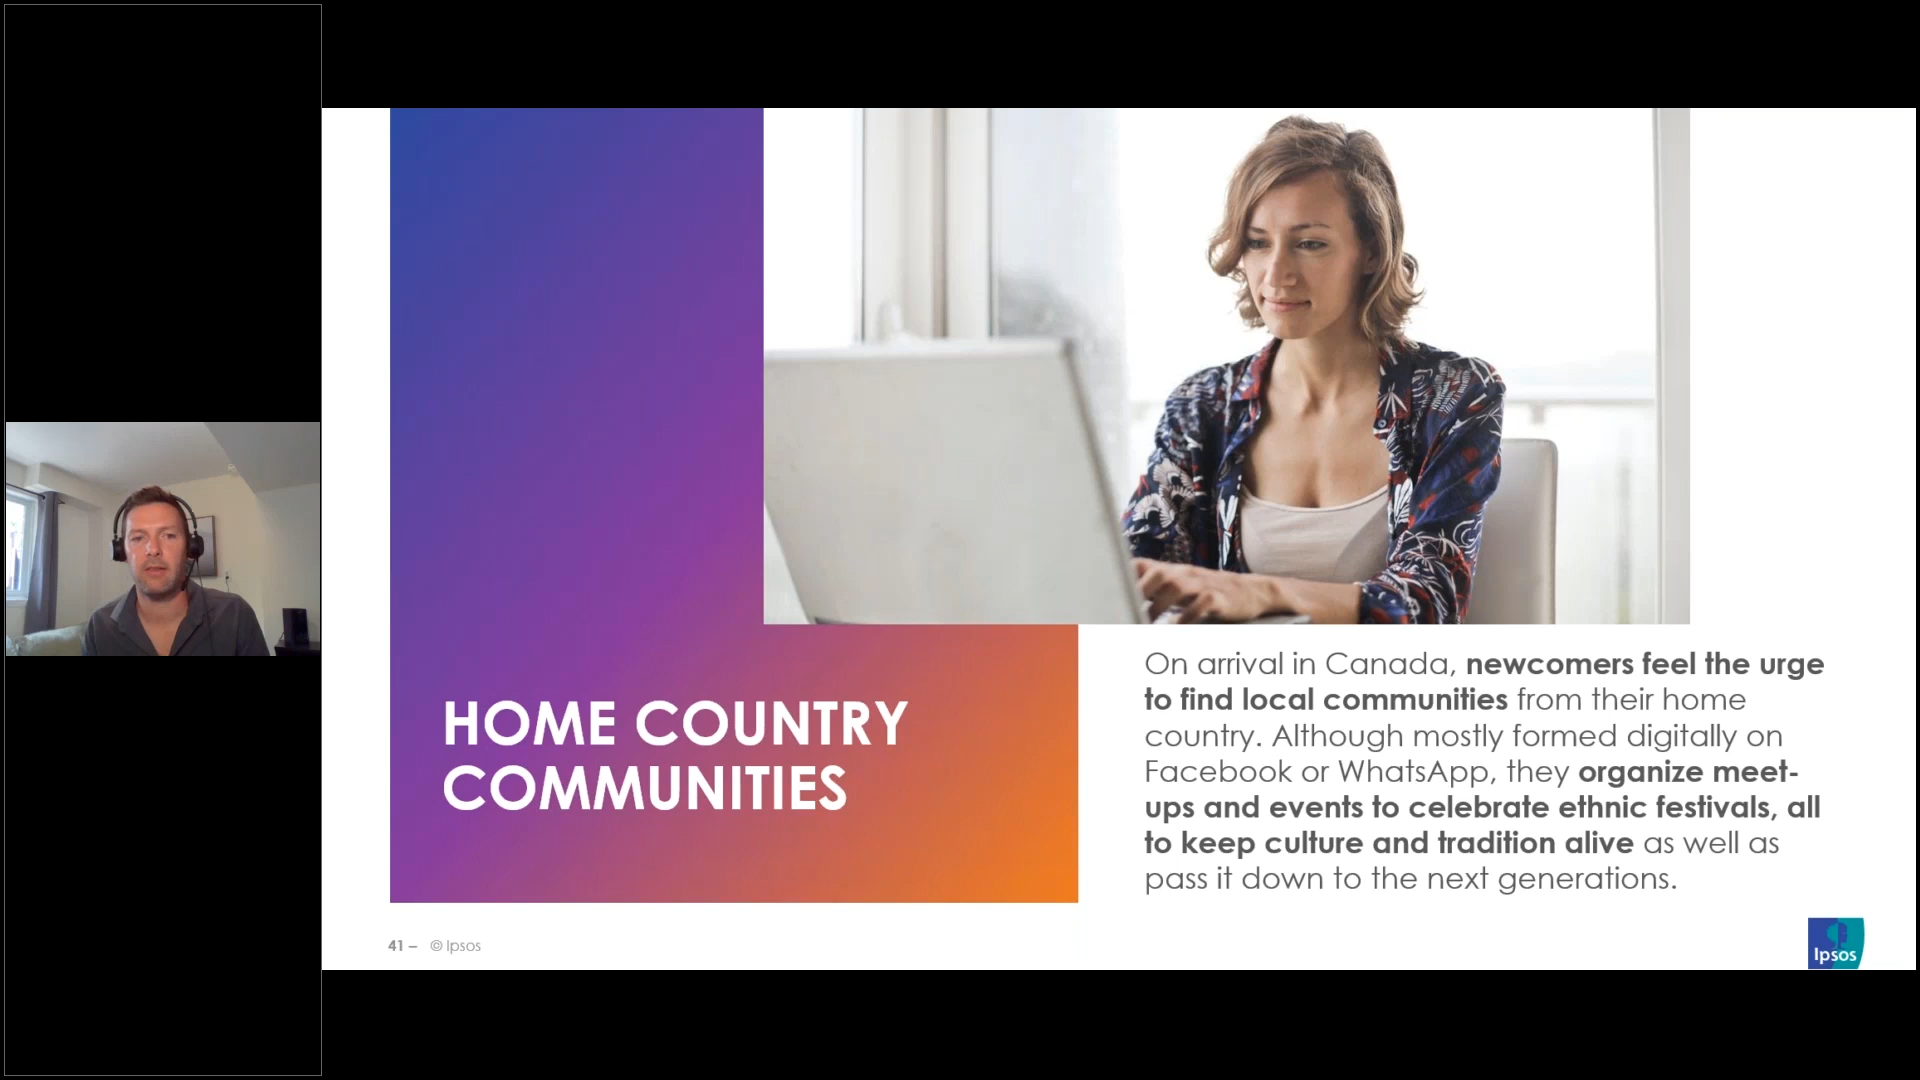 HOME COUNTRY
COMMUNITIES
On arrival in Canada, newcomers feel the urge
to find local communities from their home
country. Although mostly formed digitally on
Facebook or WhatsApp, they organize meet-
ups and events to celebrate ethnic festivals, all
to keep culture and tradition alive as well as
pass it down to the next generations.
41 – © Ipsos
Ipsos